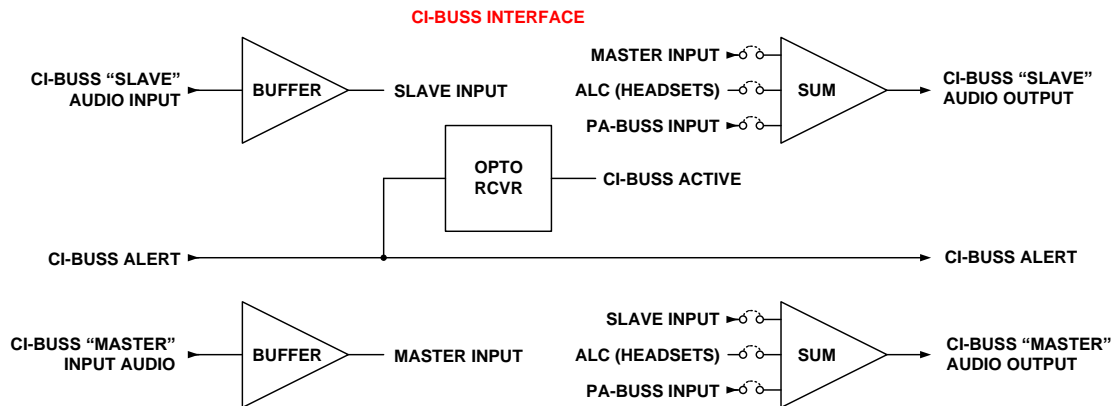 CI-BUSS INTERFACE
CI-BUSS “SLAVE”
AUDIO INPUT
BUFFER
SLAVE INPUT
MASTER INPUT
ALC (HEADSETS)
PA-BUSS INPUT
SUM
CI-BUSS “SLAVE”
AUDIO OUTPUT
OPTO
RCVR
CI-BUSS ACTIVE
CI-BUSS ALERT
CI-BUSS ALERT
CI-BUSS “MASTER”
INPUT AUDIO
BUFFER
MASTER INPUT
SLAVE INPUT
ALC (HEADSETS)
PA-BUSS INPUT
SUM
CI-BUSS “MASTER”
AUDIO OUTPUT